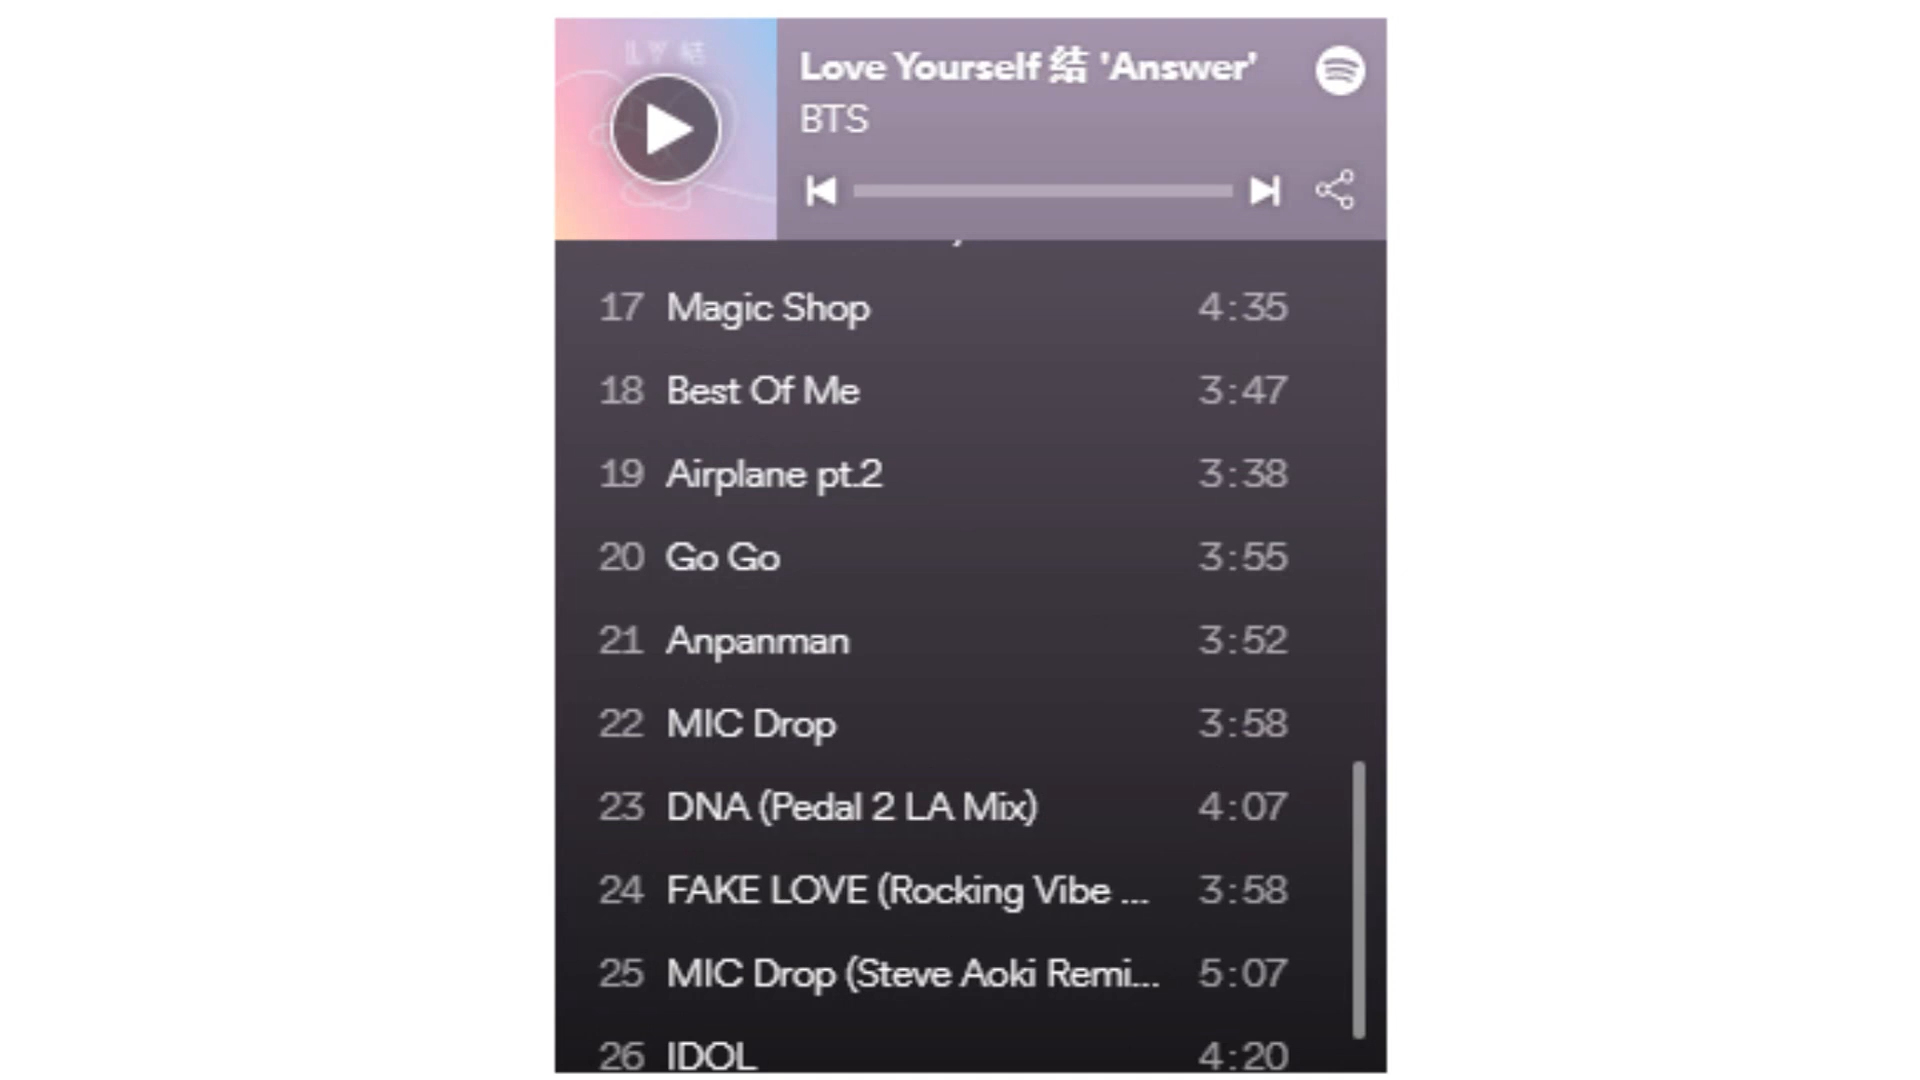 LY 結
Love Yourself 結 'Answer'
BTS
17 Magic Shop 4:35
18 Best Of Me 3:47
19 Airplane pt.2 3:38
20 Go Go 3:55
21 Anpanman 3:52
22 MIC Drop 3:58
23 DNA (Pedal 2 LA Mix) 4:07
24 FAKE LOVE (Rocking Vibe ... 3:58
25 MIC Drop (Steve Aoki Remi... 5:07
26 IDOL 4:20